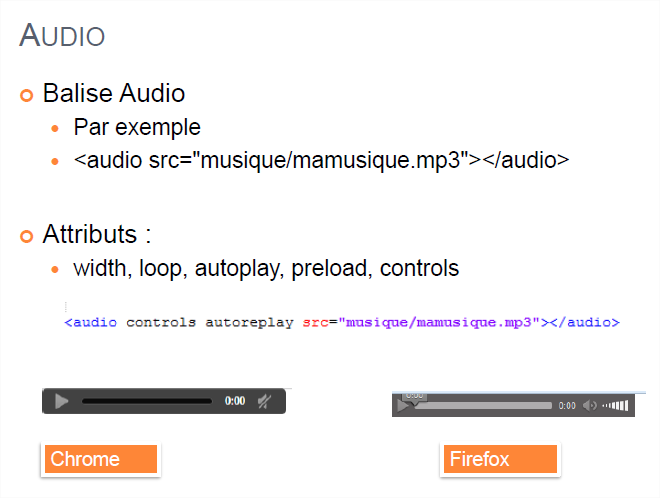 AUDIO
Balise Audio
Par exemple
<audio src="musique/mamusique.mp3"></audio>
Attributs :
width, loop, autoplay, preload, controls
<audio controls autoreplay src="musique/mamusique.mp3"></audio>
0:00
0:00
0:00
Chrome
Firefox